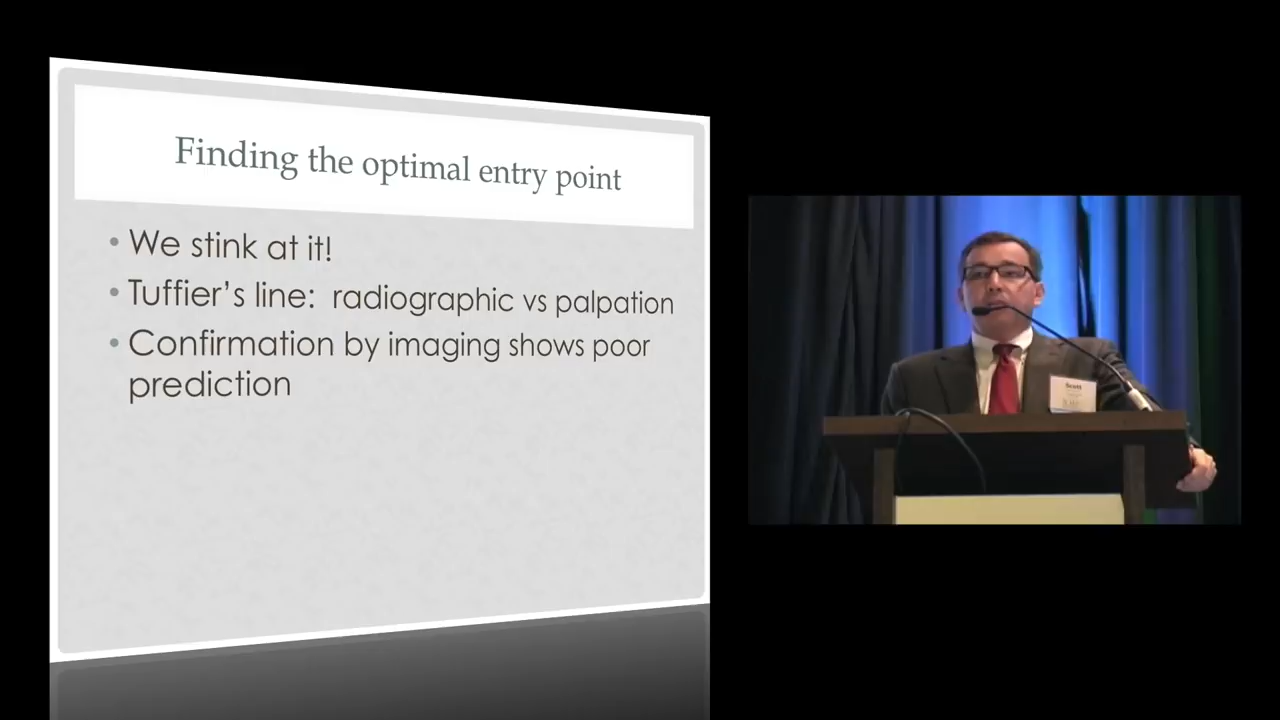 Finding the optimal entry point
• We stink at it!
• Tuffier’s line: radiographic vs palpation
• Confirmation by imaging shows poor
prediction
Scott